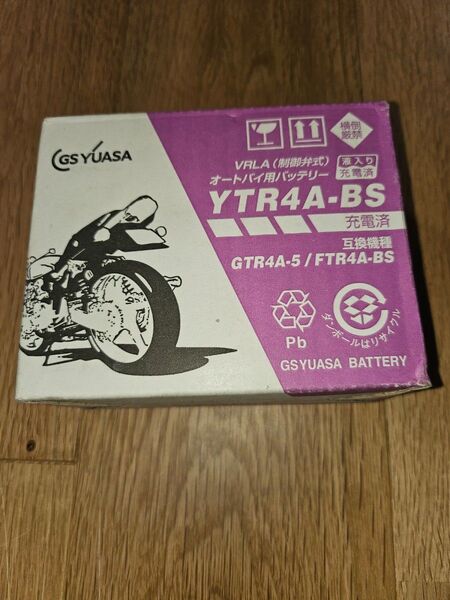 GS YUASA
横倒
厳禁
VRLA（制御弁式）
オートバイ用バッテリー
液入り
充電済
YTR4A-BS
充電済
互換機種
GTR4A-5 / FTR4A-BS
Pb
ダンボールはリサイクル
GSYUASA BATTERY